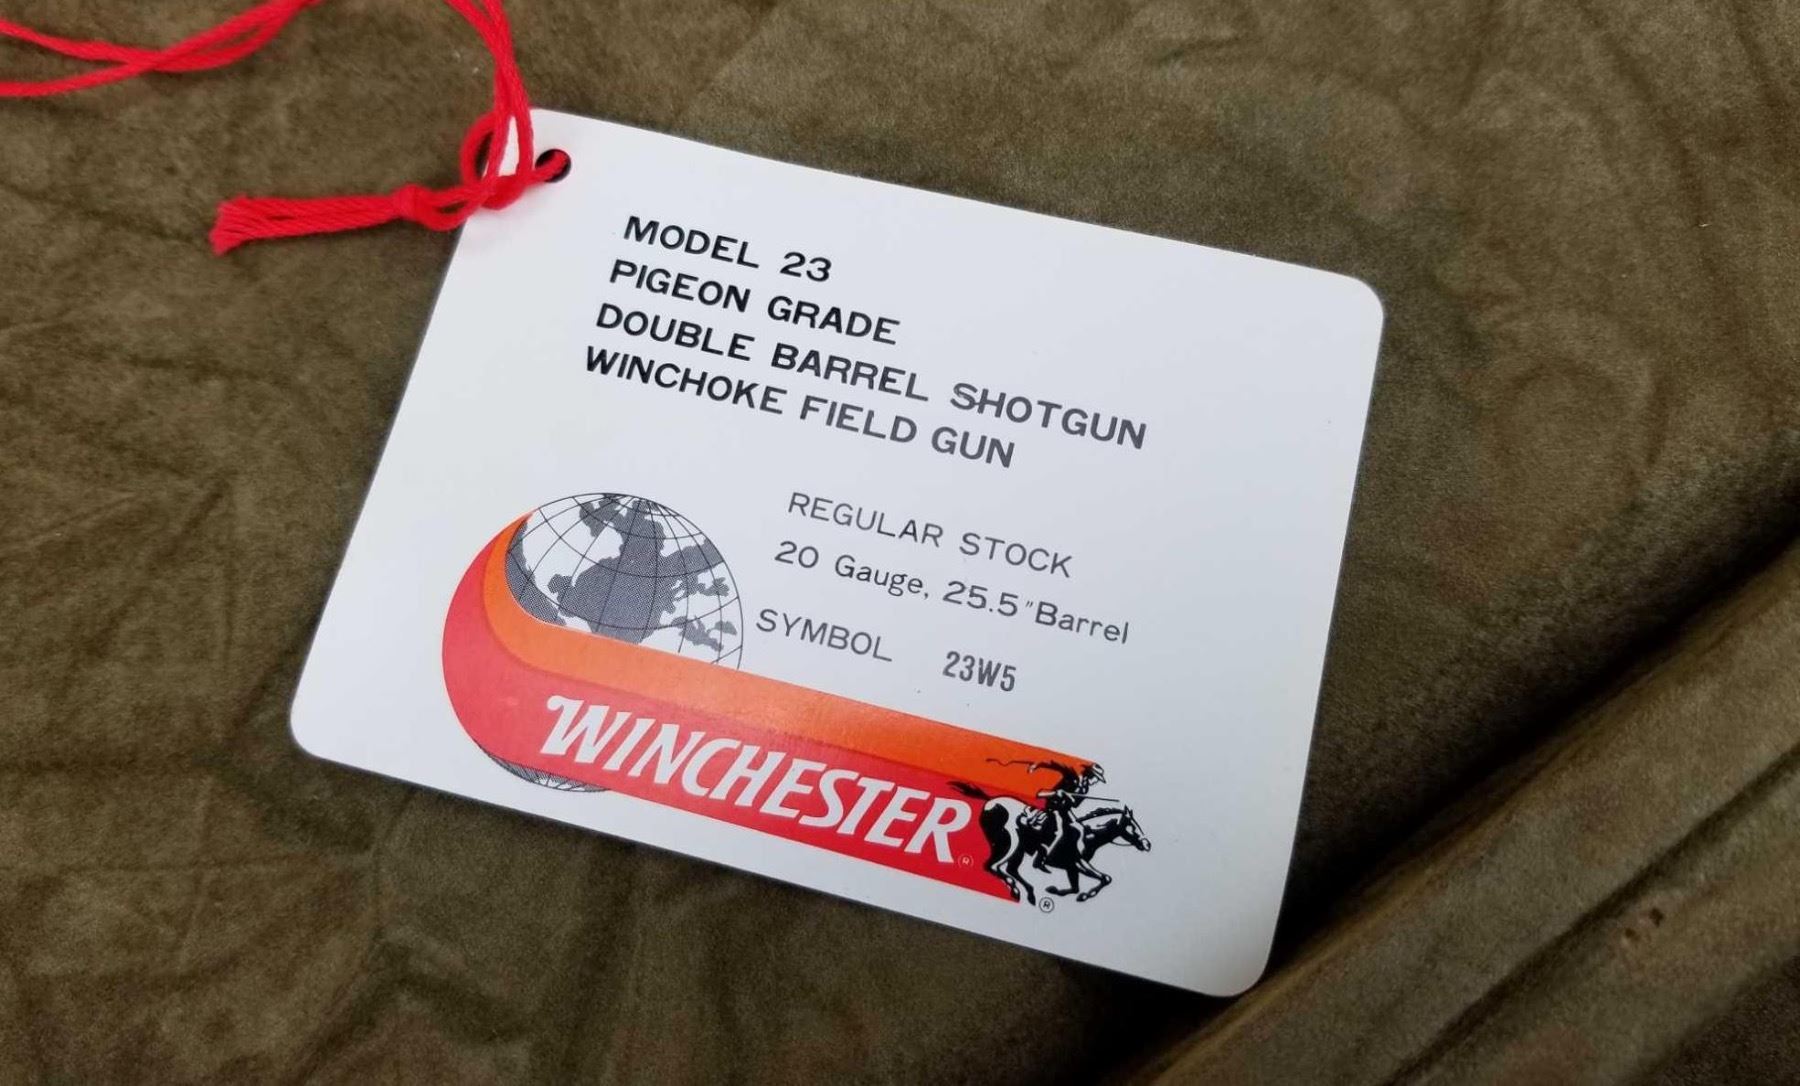 MODEL 23
PIGEON GRADE
DOUBLE BARREL SHOTGUN
WINCHOKE FIELD GUN
REGULAR STOCK
20 Gauge, 25.5"Barrel
SYMBOL 23W5
WINCHESTER®
®